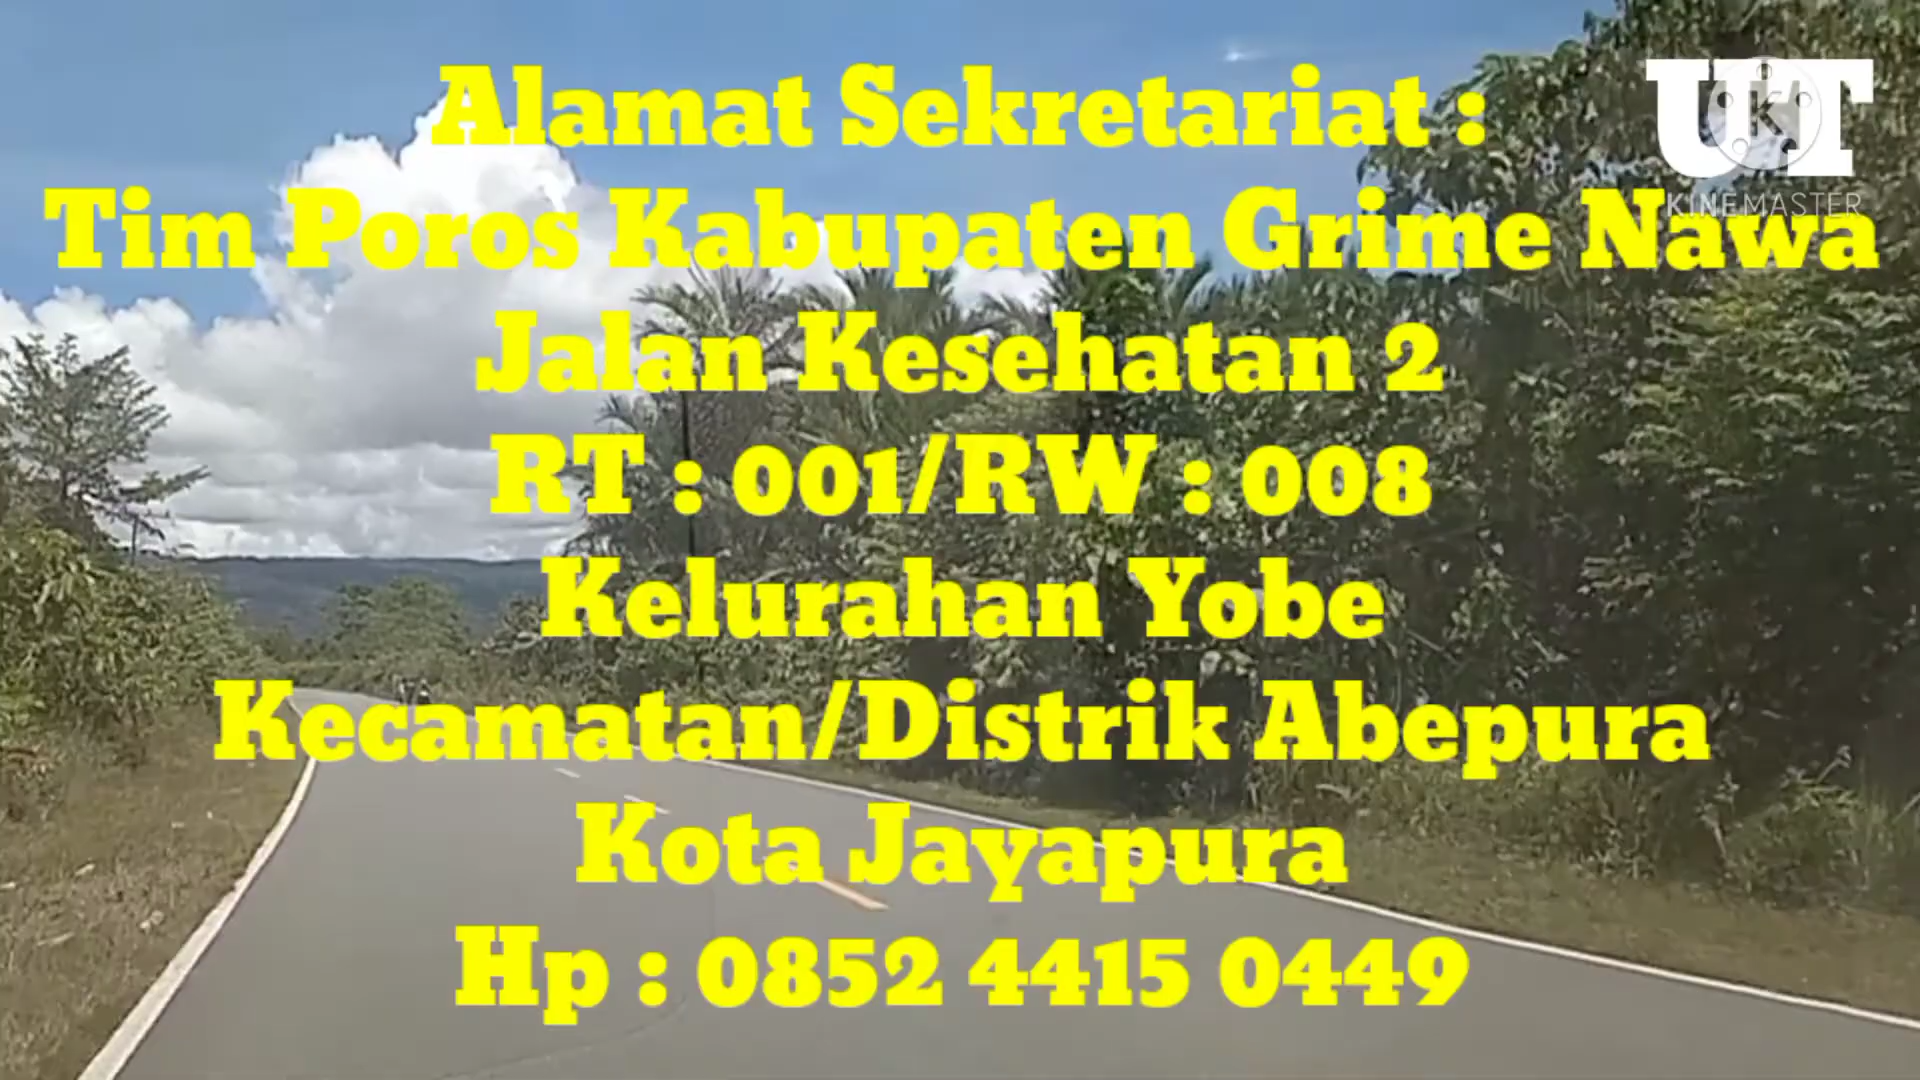 Alamat Sekretariat :
UT
KINEMASTER
Tim Poros Kabupaten Grime Nawa
Jalan Kesehatan 2
RT : 001/RW : 008
Kelurahan Yobe
Kecamatan/Distrik Abepura
Kota Jayapura
Hp : 0852 4415 0449